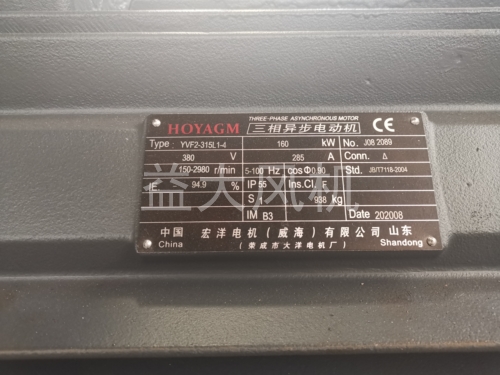 THREE-PHASE ASYNCHRONOUS MOTOR
HOYAGM 三相异步电动机 CE
Type YVF2-315L1-4 160 kW No. J08 2089
380 V 285 A Conn. Δ
150-2980 r/min 5-100 Hz cosΦ 0.90 Std. JB/T7118-2004
E 94.9 % IP 55 Ins.Cl. F
S 1 938 kg
IM B3 Date 202008
中国 宏洋电机（威海）有限公司 山东
China （荣成市大洋电机厂） Shandong
益天风机